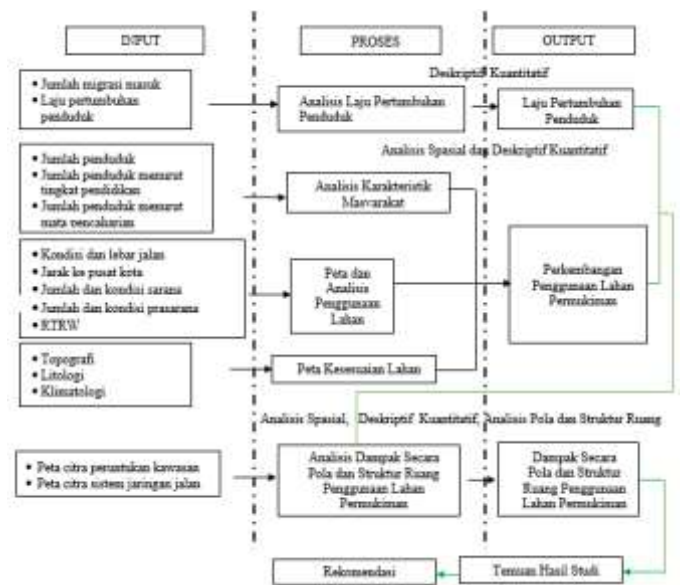 INPUT
PROSES
OUTPUT
Deskriptif Kuantitatif
• Jumlah migrasi masuk
• Laju pertumbukan
penduduk
Analisis Laju Pertumbukan
Penduduk
Laju Pertumbukan
Penduduk
Analisis Spasial dan Deskriptif Kuantitatif
• Jumlah penduduk
• Jumlah penduduk menurut
tingkat pendidikan
• Jumlah penduduk menurut
mata pencaharian
Analisis Karakteristik
Masyarakat
• Kondisi dan lebar jalan
• Jarak ke pusat kota
• Jumlah dan kondisi sarana
• Jumlah dan kondisi prasarana
• RTRW
Peta dan
Analisis
Penggunaan
Lahan
Perkembangan
Penggunaan Lahan
Permukiman
• Topografi
• Litologi
• Klimatologi
Peta Kesesuaian Lahan
Analisis Spasial, Deskriptif Kuantitatif, Analisis Pola dan Struktur Ruang
• Peta citra peruntukan kawasan
• Peta citra sistem jaringan jalan
Analisis Dampak Secara
Pola dan Struktur Ruang
Penggunaan Lahan
Permukiman
Dampak Secara
Pola dan Struktur
Ruang Penggunaan
Lahan Permukiman
Rekomendasi
Temuan Hasil Studi